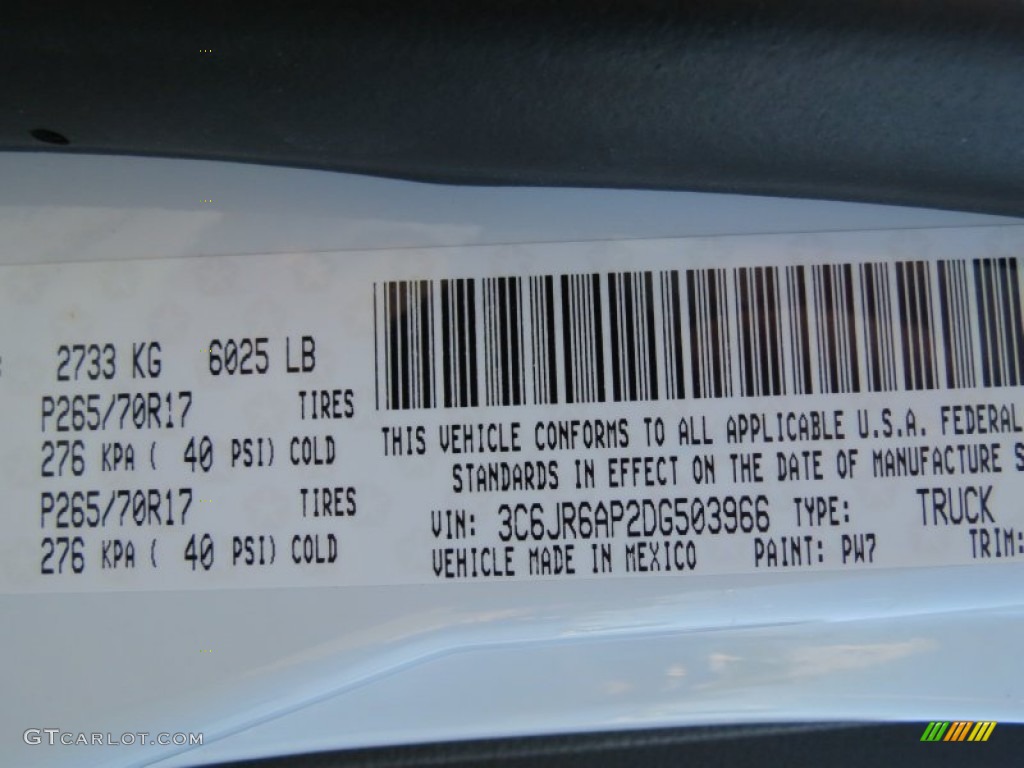 2733 KG 6025 LB
P265/70R17 TIRES
276 KPA ( 40 PSI) COLD
P265/70R17 TIRES
276 KPA ( 40 PSI) COLD
THIS VEHICLE CONFORMS TO ALL APPLICABLE U.S.A. FEDERAL
STANDARDS IN EFFECT ON THE DATE OF MANUFACTURE S
VIN: 3C6JR6AP2DG503966 TYPE: TRUCK
VEHICLE MADE IN MEXICO PAINT: PW7 TRIM:
GTCARLOT.COM